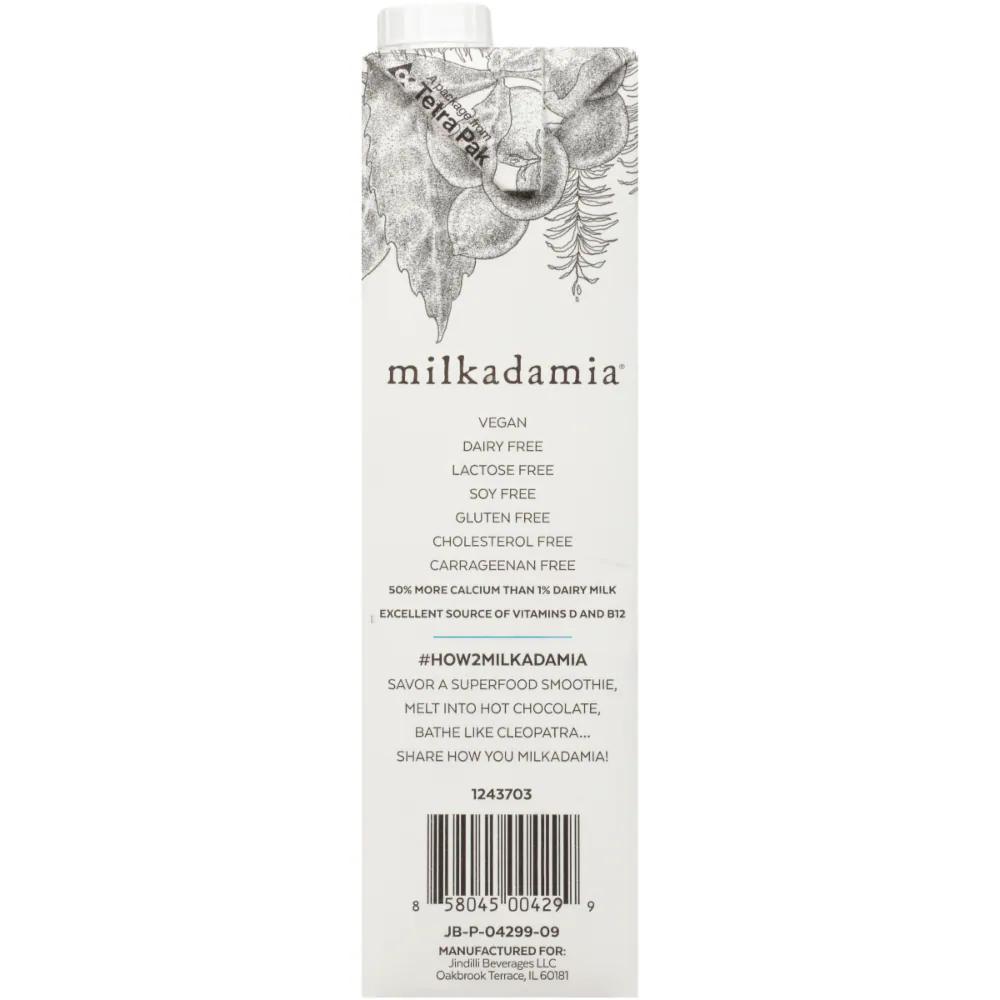 A package from
Tetra Pak
milkadamia®
VEGAN
DAIRY FREE
LACTOSE FREE
SOY FREE
GLUTEN FREE
CHOLESTEROL FREE
CARRAGEENAN FREE
50% MORE CALCIUM THAN 1% DAIRY MILK
EXCELLENT SOURCE OF VITAMINS D AND B12
#HOW2MILKADAMIA
SAVOR A SUPERFOOD SMOOTHIE,
MELT INTO HOT CHOCOLATE,
BATHE LIKE CLEOPATRA...
SHARE HOW YOU MILKADAMIA!
1243703
8 58045 00429 9
JB-P-04299-09
MANUFACTURED FOR:
Jindilli Beverages LLC
Oakbrook Terrace, IL 60181